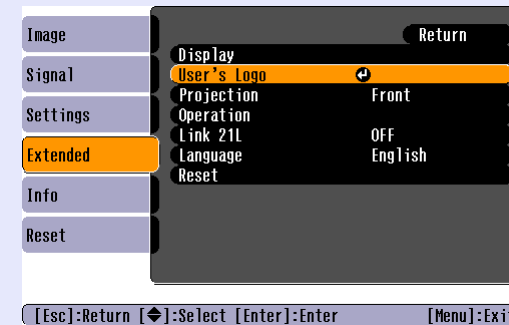 Image
Signal
Settings
Extended
Info
Reset
Return
Display
User's Logo
Projection Front
Operation
Link 21L OFF
Language English
Reset
[Esc]:Return [◆]:Select [Enter]:Enter [Menu]:Exit